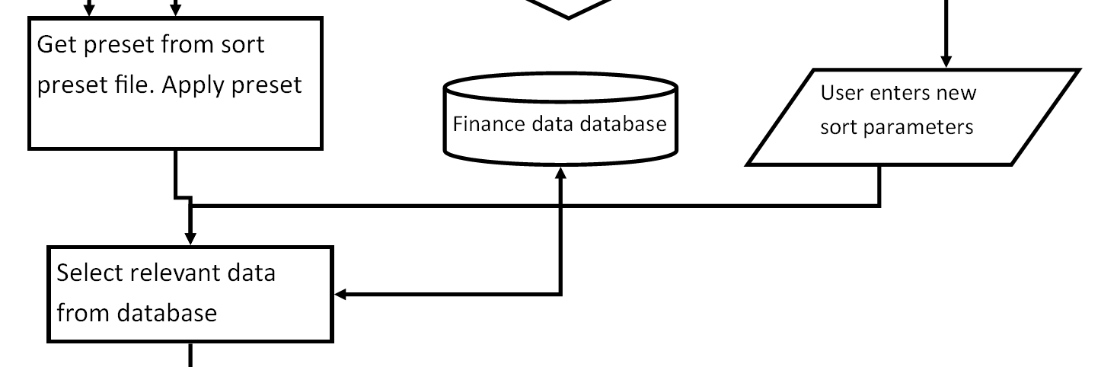 Get preset from sort
preset file. Apply preset
Finance data database
User enters new
sort parameters
Select relevant data
from database